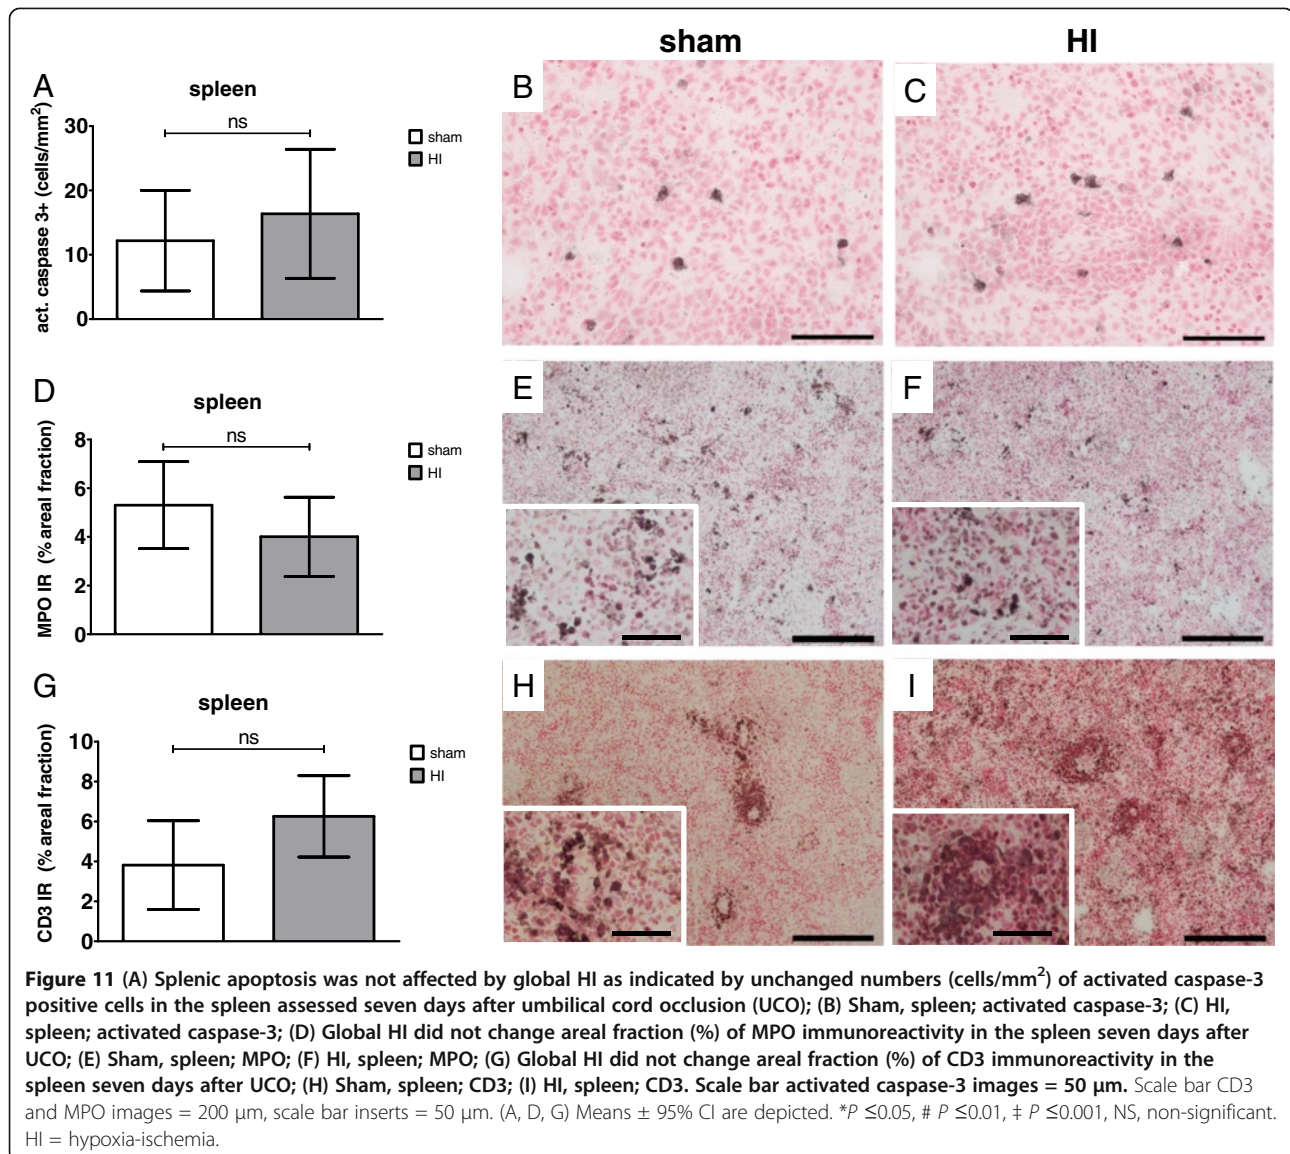 sham
HI
A
spleen
act. caspase 3+ (cells/mm²)
30
20
10
0
ns
sham
HI
B
C
D
spleen
MPO IR (% areal fraction)
8
6
4
2
0
ns
sham
HI
E
F
G
spleen
CD3 IR (% areal fraction)
10
8
6
4
2
0
ns
sham
HI
H
I
Figure 11 (A) Splenic apoptosis was not affected by global HI as indicated by unchanged numbers (cells/mm²) of activated caspase-3
positive cells in the spleen assessed seven days after umbilical cord occlusion (UCO); (B) Sham, spleen; activated caspase-3; (C) HI,
spleen; activated caspase-3; (D) Global HI did not change areal fraction (%) of MPO immunoreactivity in the spleen seven days after
UCO; (E) Sham, spleen; MPO; (F) HI, spleen; MPO; (G) Global HI did not change areal fraction (%) of CD3 immunoreactivity in the
spleen seven days after UCO; (H) Sham, spleen; CD3; (I) HI, spleen; CD3. Scale bar activated caspase-3 images = 50 μm. Scale bar CD3
and MPO images = 200 μm, scale bar inserts = 50 μm. (A, D, G) Means ± 95% CI are depicted. *P ≤0.05, # P ≤0.01, ‡ P ≤0.001, NS, non-significant.
HI = hypoxia-ischemia.